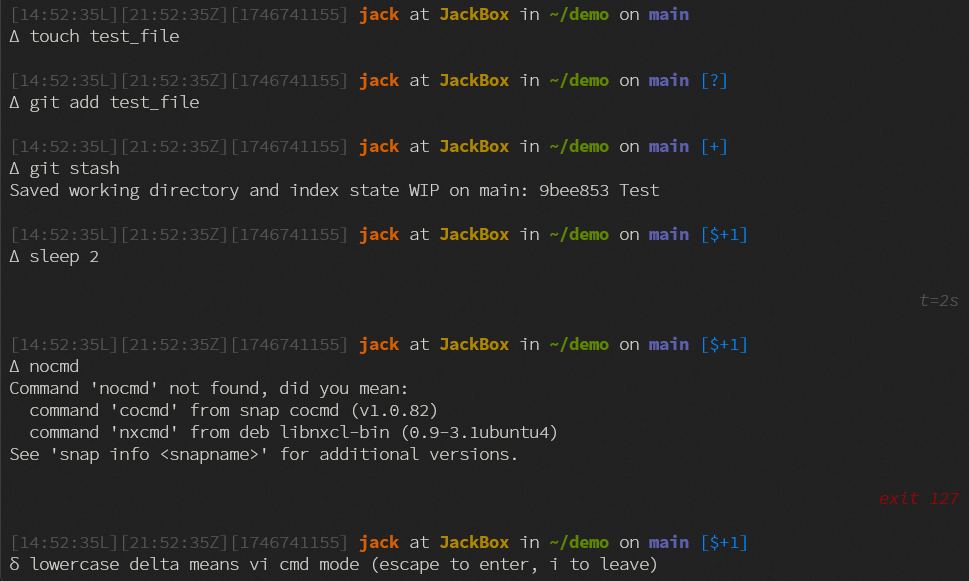 [14:52:35L][21:52:35Z][1746741155] jack at JackBox in ~/demo on main
Δ touch test_file
[14:52:35L][21:52:35Z][1746741155] jack at JackBox in ~/demo on main [?]
Δ git add test_file
[14:52:35L][21:52:35Z][1746741155] jack at JackBox in ~/demo on main [+]
Δ git stash
Saved working directory and index state WIP on main: 9bee853 Test
[14:52:35L][21:52:35Z][1746741155] jack at JackBox in ~/demo on main [$+1]
Δ sleep 2
t=2s
[14:52:35L][21:52:35Z][1746741155] jack at JackBox in ~/demo on main [$+1]
Δ nocmd
Command 'nocmd' not found, did you mean:
  command 'cocmd' from snap cocmd (v1.0.82)
  command 'nxcmd' from deb libnxcl-bin (0.9-3.1ubuntu4)
See 'snap info <snapname>' for additional versions.
exit 127
[14:52:35L][21:52:35Z][1746741155] jack at JackBox in ~/demo on main [$+1]
δ lowercase delta means vi cmd mode (escape to enter, i to leave)